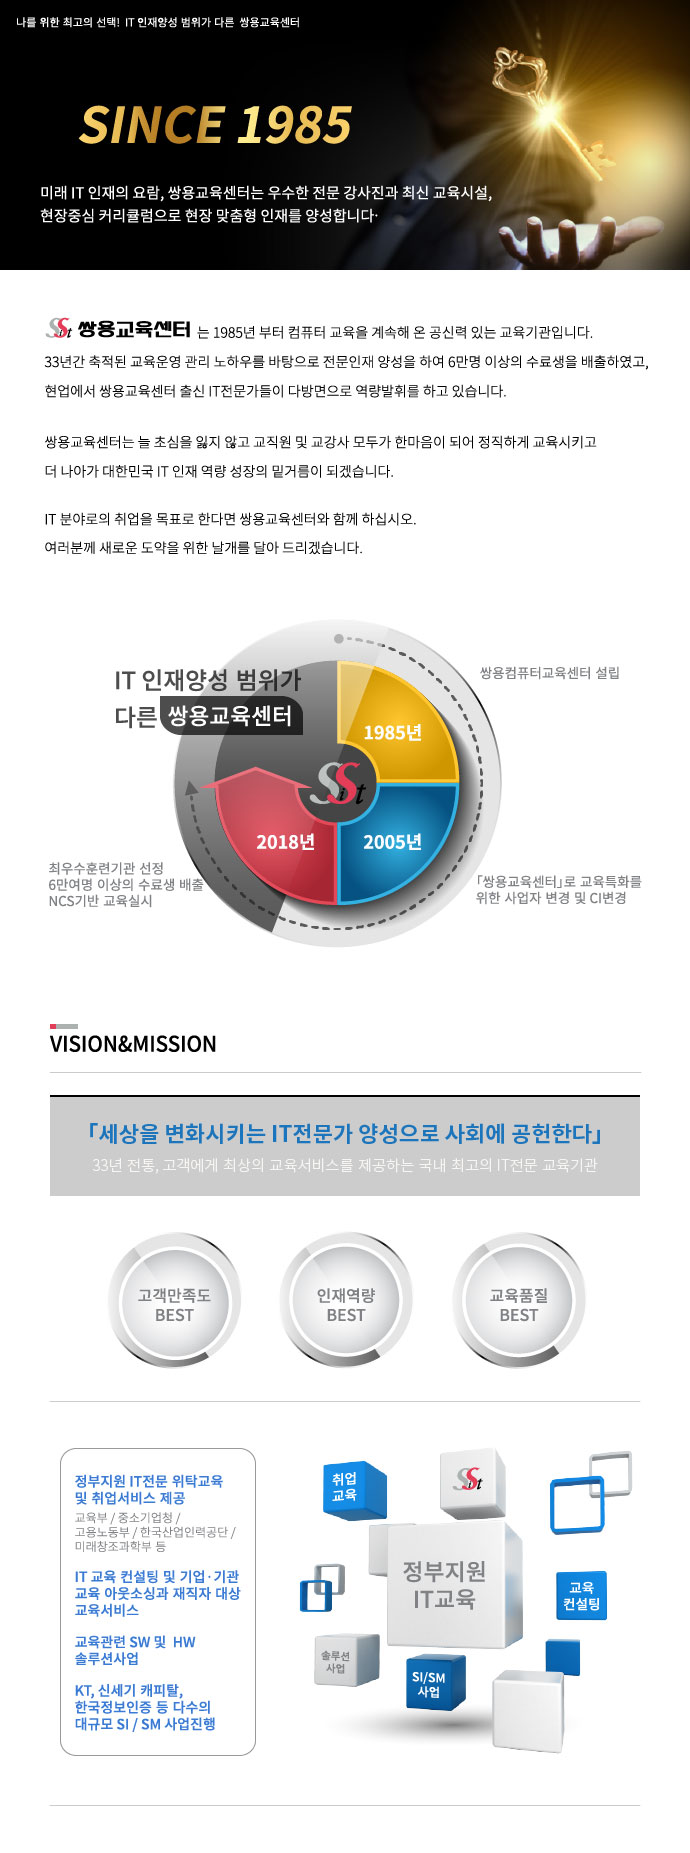 나를 위한 최고의 선택! IT 인재양성 범위가 다른 쌍용교육센터
SINCE 1985
미래 IT 인재의 요람, 쌍용교육센터는 우수한 전문 강사진과 최신 교육시설,
현장중심 커리큘럼으로 현장 맞춤형 인재를 양성합니다·
SSit 쌍용교육센터 는 1985년 부터 컴퓨터 교육을 계속해 온 공신력 있는 교육기관입니다.
33년간 축적된 교육운영 관리 노하우를 바탕으로 전문인재 양성을 하여 6만명 이상의 수료생을 배출하였고,
현업에서 쌍용교육센터 출신 IT전문가들이 다방면으로 역량발휘를 하고 있습니다.
쌍용교육센터는 늘 초심을 잃지 않고 교직원 및 교강사 모두가 한마음이 되어 정직하게 교육시키고
더 나아가 대한민국 IT 인재 역량 성장의 밑거름이 되겠습니다.
IT 분야로의 취업을 목표로 한다면 쌍용교육센터와 함께 하십시오.
여러분께 새로운 도약을 위한 날개를 달아 드리겠습니다.
IT 인재양성 범위가
다른 쌍용교육센터
쌍용컴퓨터교육센터 설립
1985년
SSit
2018년
2005년
최우수훈련기관 선정
6만여명 이상의 수료생 배출
NCS기반 교육실시
「쌍용교육센터」로 교육특화를
위한 사업자 변경 및 CI변경
VISION&MISSION
「세상을 변화시키는 IT전문가 양성으로 사회에 공헌한다」
33년 전통, 고객에게 최상의 교육서비스를 제공하는 국내 최고의 IT전문 교육기관
고객만족도
BEST
인재역량
BEST
교육품질
BEST
정부지원 IT전문 위탁교육
및 취업서비스 제공
교육부 / 중소기업청 /
고용노동부 / 한국산업인력공단 /
미래창조과학부 등
IT 교육 컨설팅 및 기업·기관
교육 아웃소싱과 재직자 대상
교육서비스
교육관련 SW 및 HW
솔루션사업
KT, 신세기 캐피탈,
한국정보인증 등 다수의
대규모 SI / SM 사업진행
취업
교육
SSit
정부지원
IT교육
교육
컨설팅
솔루션
사업
SI/SM
사업